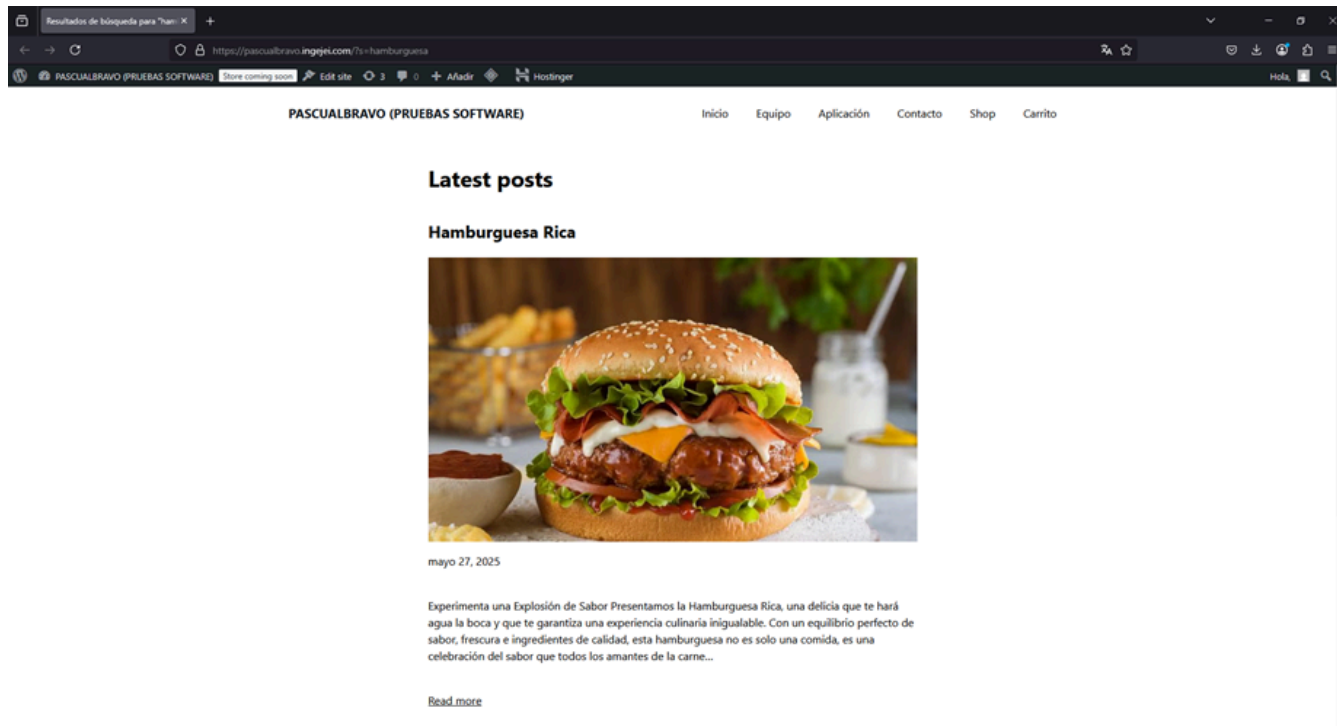 Resultados de búsqueda para "ham
https://pascualbravo.ingejei.com/?s=hamburguesa
PASCUALBRAVO (PRUEBAS SOFTWARE) Store coming soon Edit site 3 0 + Añadir Hostinger Hola,
PASCUALBRAVO (PRUEBAS SOFTWARE) Inicio Equipo Aplicación Contacto Shop Carrito
Latest posts
Hamburguesa Rica
mayo 27, 2025
Experimenta una Explosión de Sabor Presentamos la Hamburguesa Rica, una delicia que te hará
agua la boca y que te garantiza una experiencia culinaria inigualable. Con un equilibrio perfecto de
sabor, frescura e ingredientes de calidad, esta hamburguesa no es solo una comida, es una
celebración del sabor que todos los amantes de la carne...
Read more